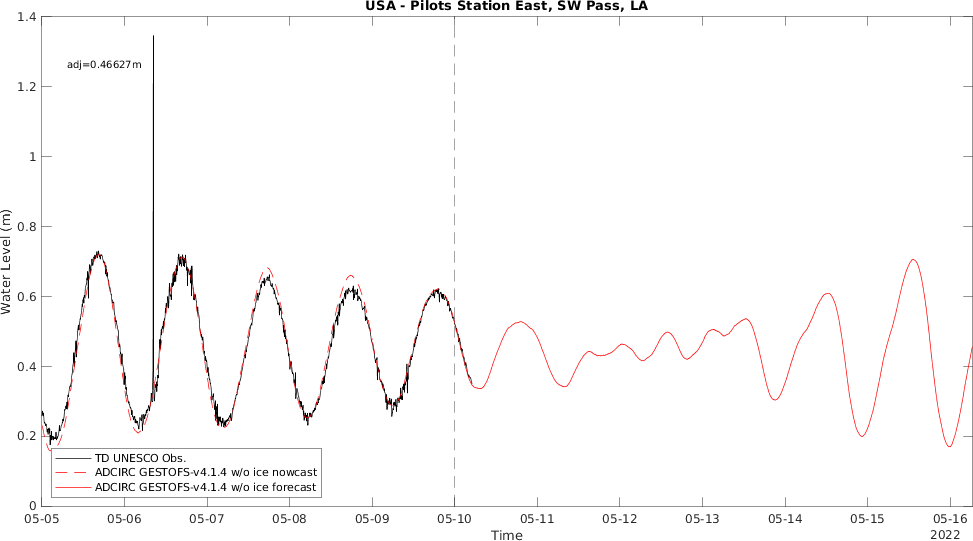 USA - Pilots Station East, SW Pass, LA
1.4
adj=0.46627m
1.2
1
0.8
Water Level (m)
0.6
0.4
0.2
0
TD UNESCO Obs.
ADCIRC GESTOFS-v4.1.4 w/o ice nowcast
ADCIRC GESTOFS-v4.1.4 w/o ice forecast
05-05 05-06 05-07 05-08 05-09 05-10 05-11 05-12 05-13 05-14 05-15 05-16
Time
2022